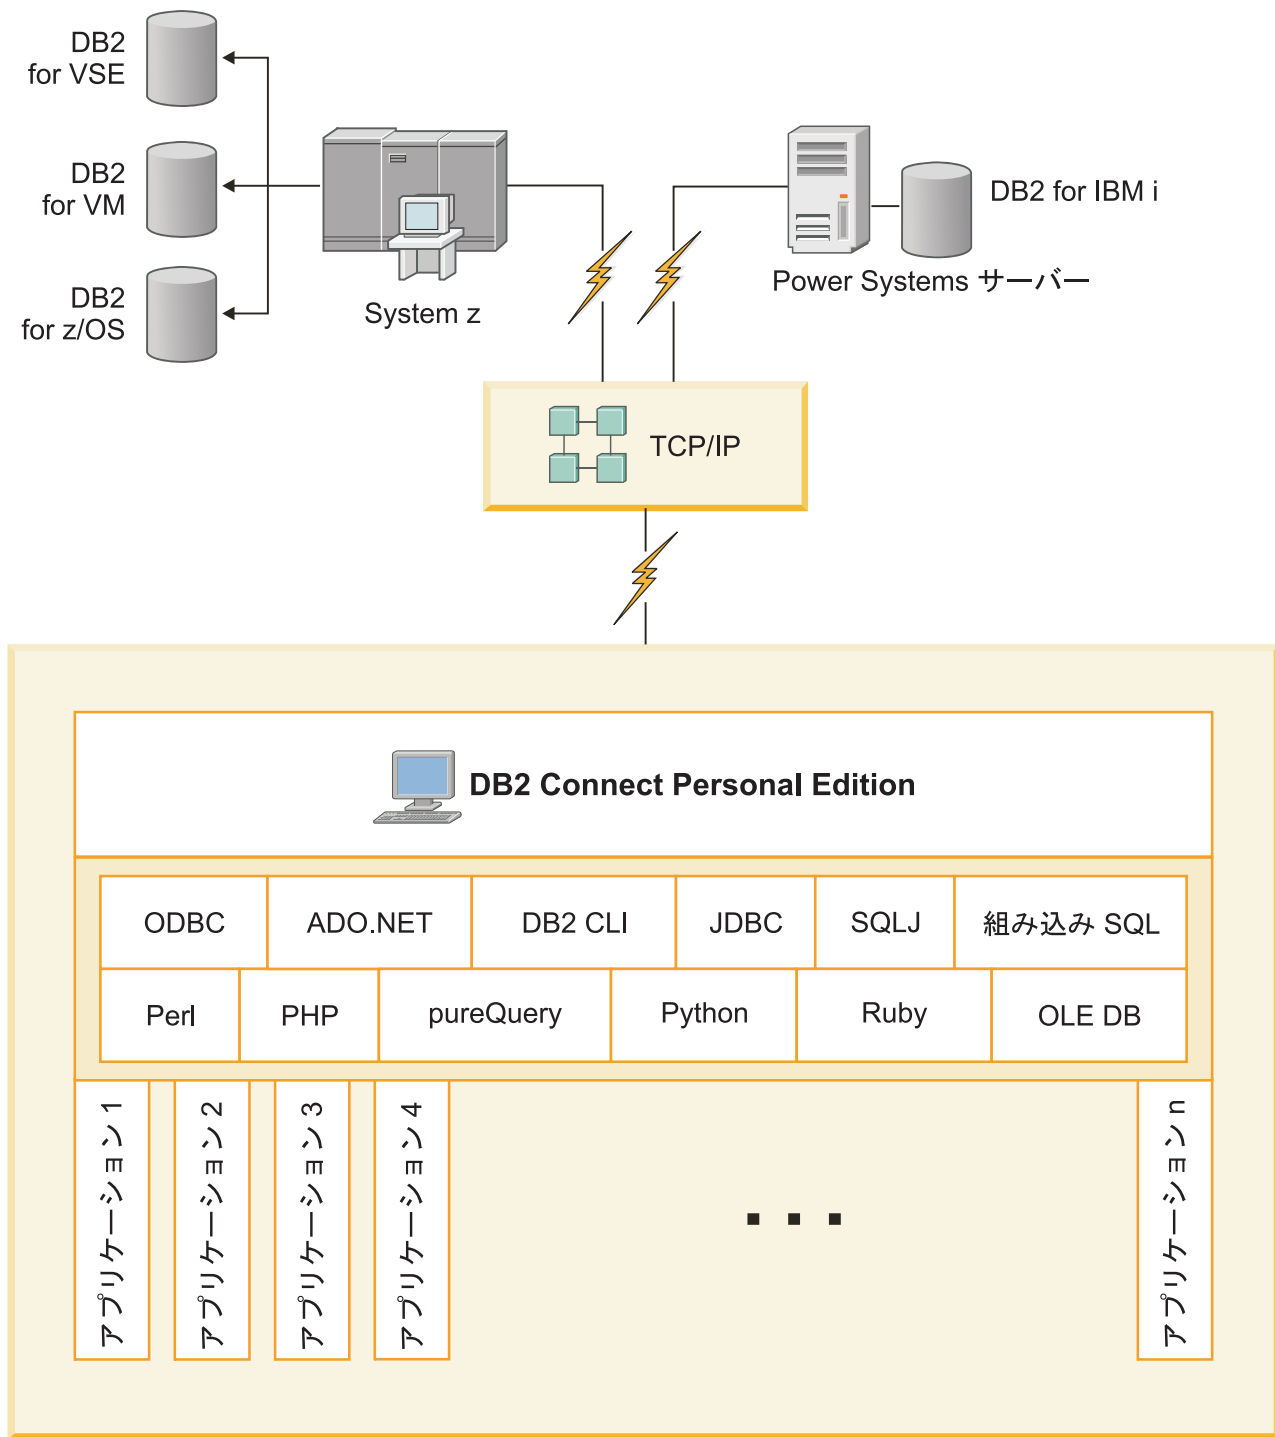 DB2
for VSE
DB2
for VM
DB2
for z/OS
System z
DB2 for IBM i
Power Systems サーバー
TCP/IP
DB2 Connect Personal Edition
ODBC
ADO.NET
DB2 CLI
JDBC
SQLJ
組み込み SQL
Perl
PHP
pureQuery
Python
Ruby
OLE DB
アプリケーション 1
アプリケーション 2
アプリケーション 3
アプリケーション 4
アプリケーション n